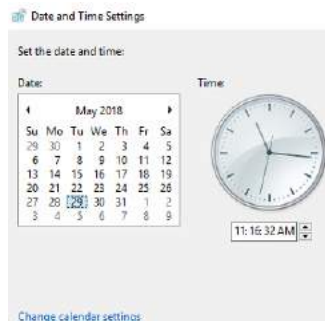 Date and Time Settings
Set the date and time:
Date:
Time:
May 2018
Su Mo Tu We Th Fr Sa
29 30 1 2 3 4 5
6 7 8 9 10 11 12
13 14 15 16 17 18 19
20 21 22 23 24 25 26
27 28 29 30 31 1 2
3 4 5 6 7 8 9
11:16:32 AM
Change calendar settings